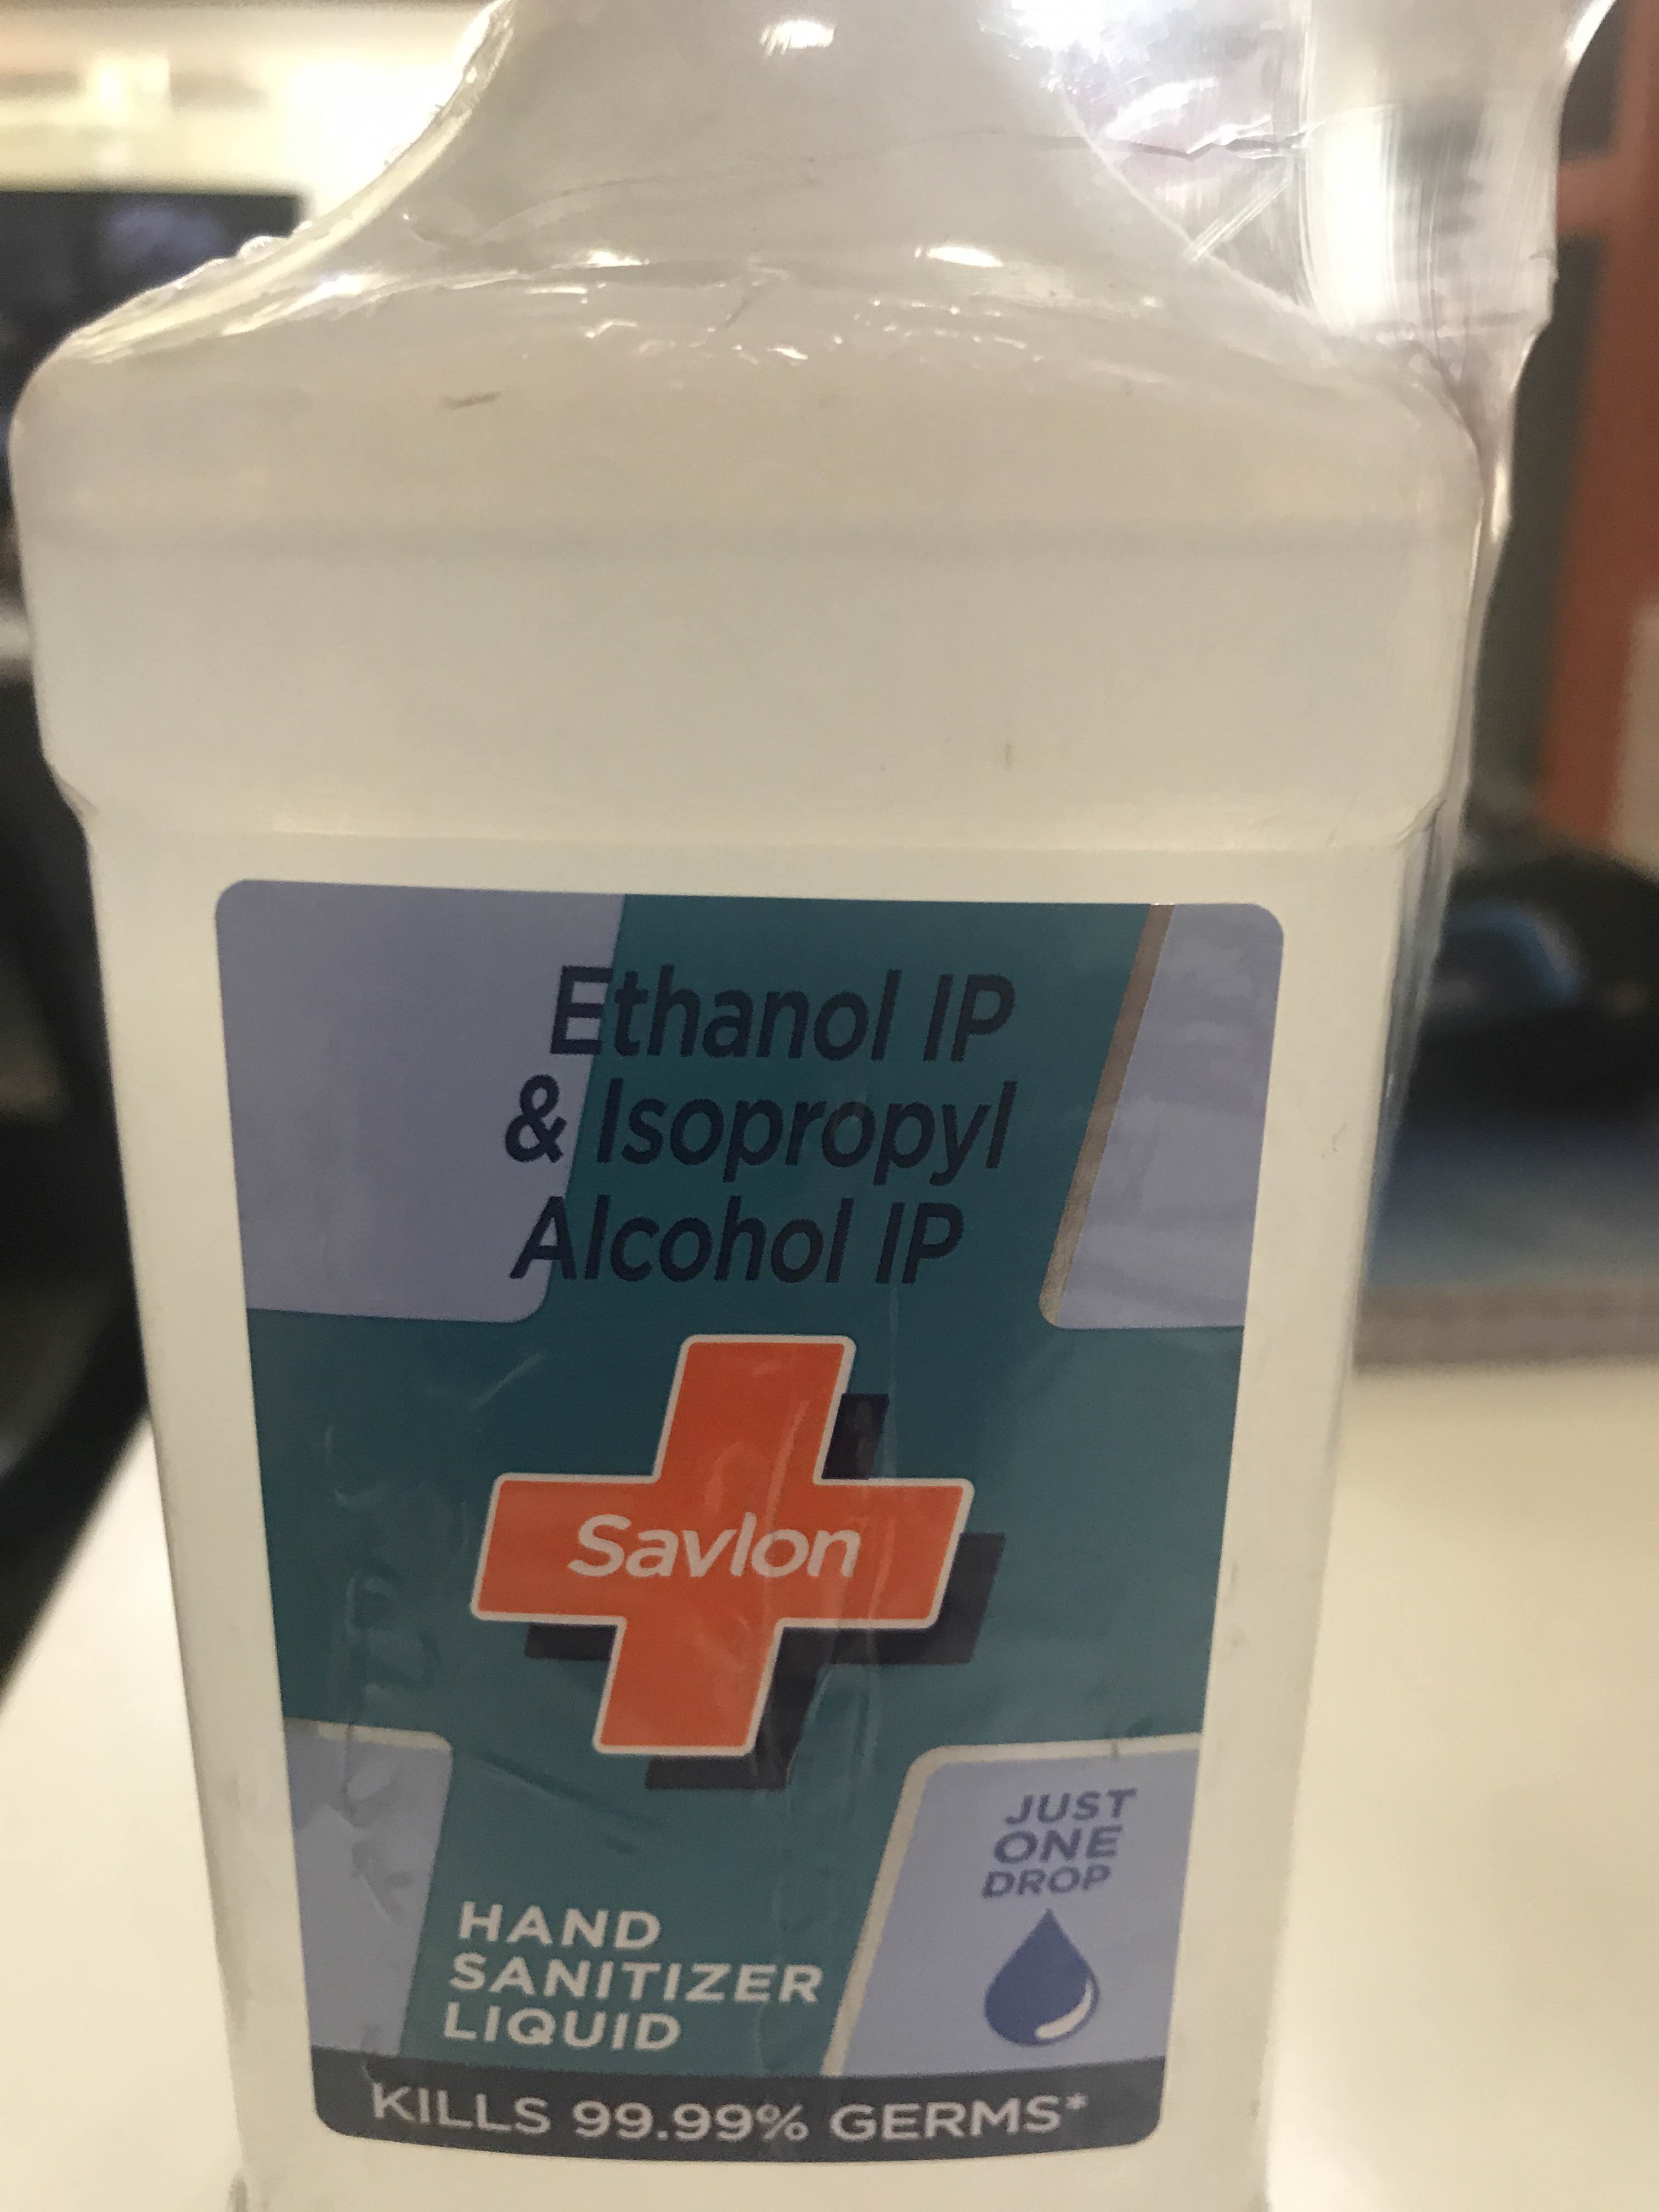 Ethanol IP
& Isopropyl
Alcohol IP
Savlon
JUST
ONE
DROP
HAND
SANITIZER
LIQUID
KILLS 99.99% GERMS*